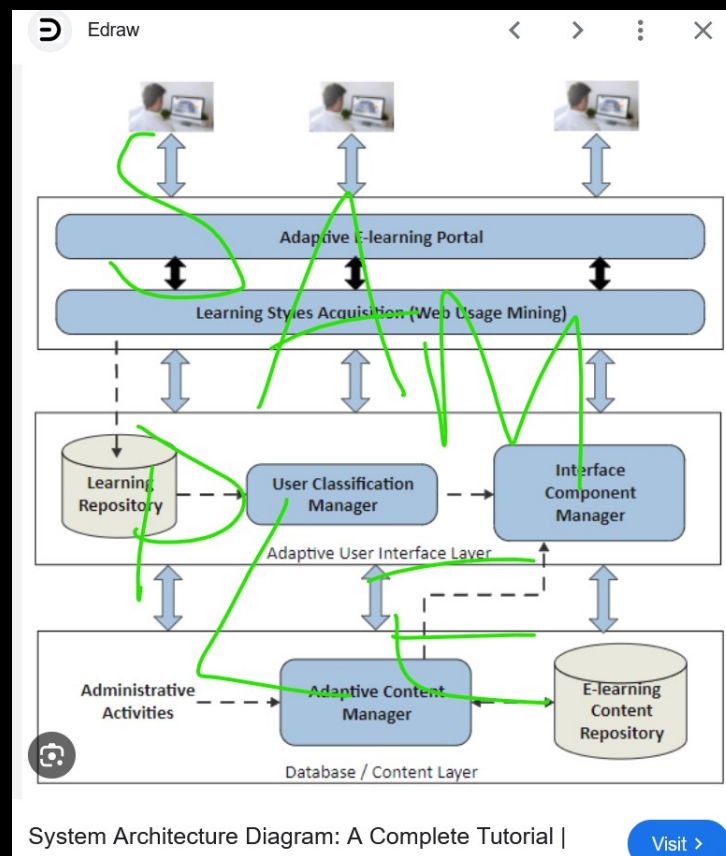 Edraw
SAM
Adaptive E-learning Portal
Learning Styles Acquisition (Web Usage Mining)
Learning
Repository
User Classification
Manager
Interface
Component
Manager
Adaptive User Interface Layer
PLE
Administrative
Activities
Adaptive Content
Manager
E-learning
Content
Repository
Database / Content Layer
System Architecture Diagram: A Complete Tutorial |
Visit >